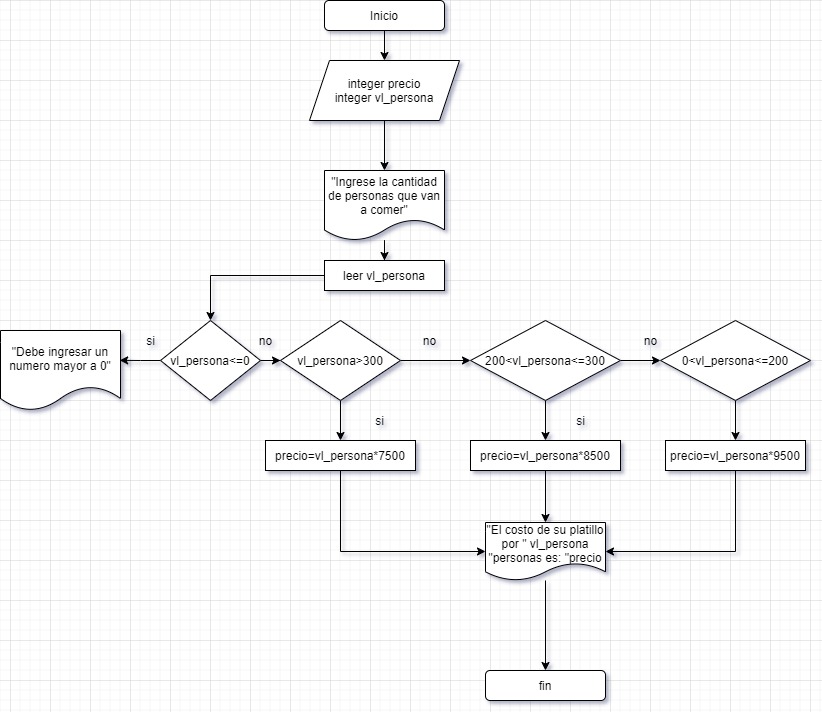 Inicio
integer precio
integer vl_persona
"Ingrese la cantidad
de personas que van
a comer"
leer vl_persona
si
no
no
no
"Debe ingresar un
numero mayor a 0"
vl_persona<=0
vl_persona>300
200<vl_persona<=300
0<vl_persona<=200
si
si
precio=vl_persona*7500
precio=vl_persona*8500
precio=vl_persona*9500
"El costo de su platillo
por " vl_persona
"personas es: "precio
fin